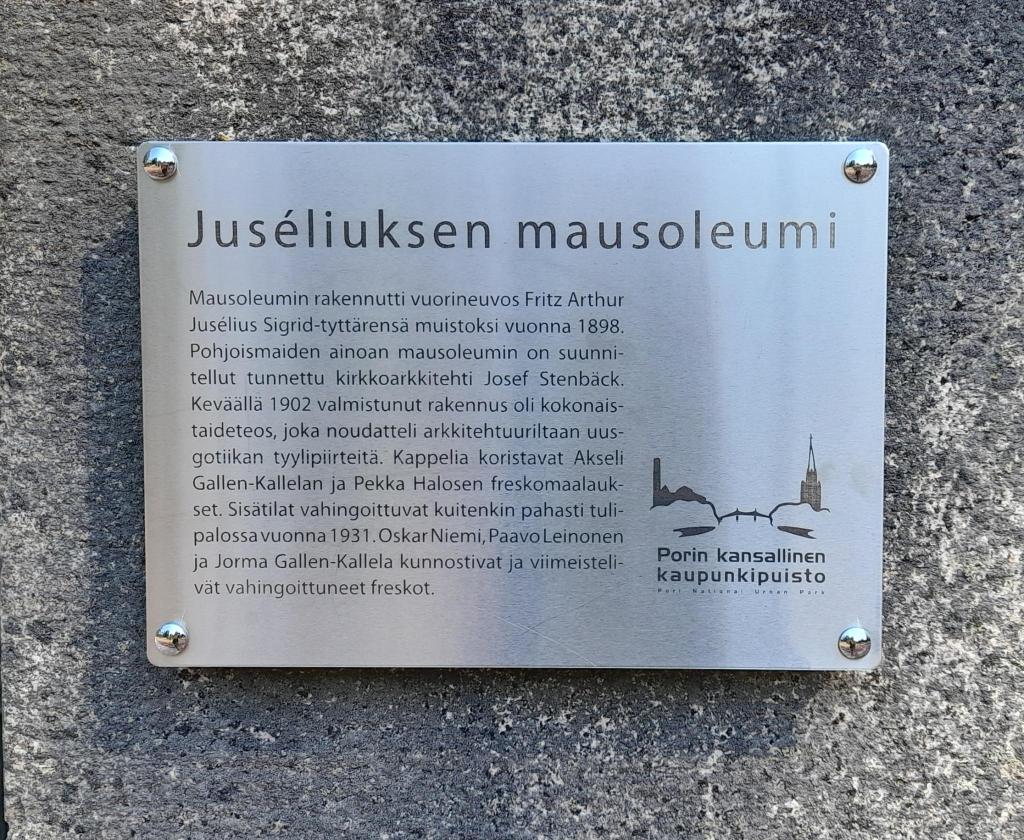 Juséliuksen mausoleumi
Mausoleumin rakennutti vuorineuvos Fritz Arthur
Jusélius Sigrid-tyttärensä muistoksi vuonna 1898.
Pohjoismaiden ainoan mausoleumin on suunni-
tellut tunnettu kirkkoarkkitehti Josef Stenbäck.
Keväällä 1902 valmistunut rakennus oli kokonais-
taideteos, joka noudatteli arkkitehtuuriltaan uus-
gotiikan tyylipiirteitä. Kappelia koristavat Akseli
Gallen-Kallelan ja Pekka Halosen freskomaalauk-
set. Sisätilat vahingoittuvat kuitenkin pahasti tuli-
palossa vuonna 1931. Oskar Niemi, Paavo Leinonen
ja Jorma Gallen-Kallela kunnostivat ja viimeisteli-
vät vahingoittuneet freskot.
Porin kansallinen
kaupunkipuisto
Pori National Urban Park